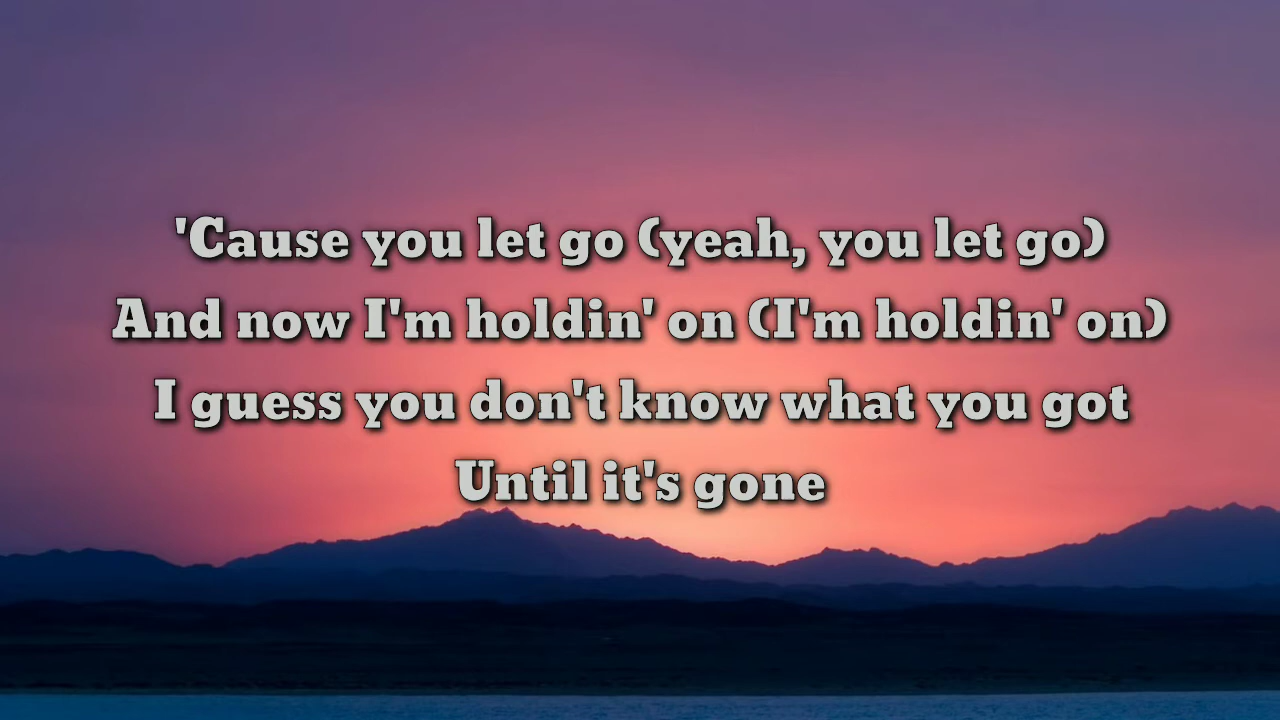 'Cause you let go (yeah, you let go)
And now I'm holdin' on (I'm holdin' on)
I guess you don't know what you got
Until it's gone